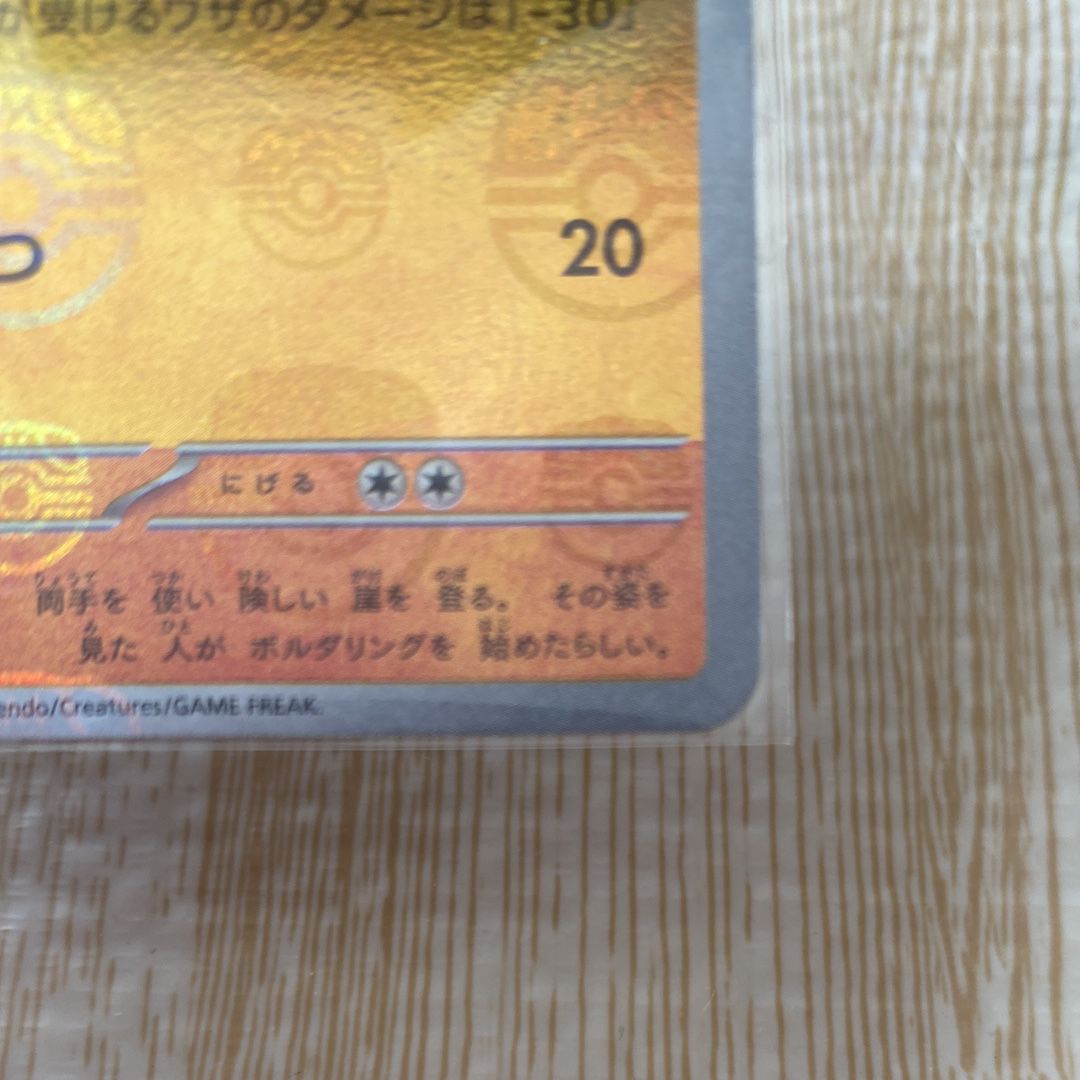 受けるワザのダメージは「-30」
つ
20
にげる
両手を 使い 険しい 崖を 登る。 その姿を
見た 人が ボルダリングを 始めたらしい。
endo/Creatures/GAME FREAK.